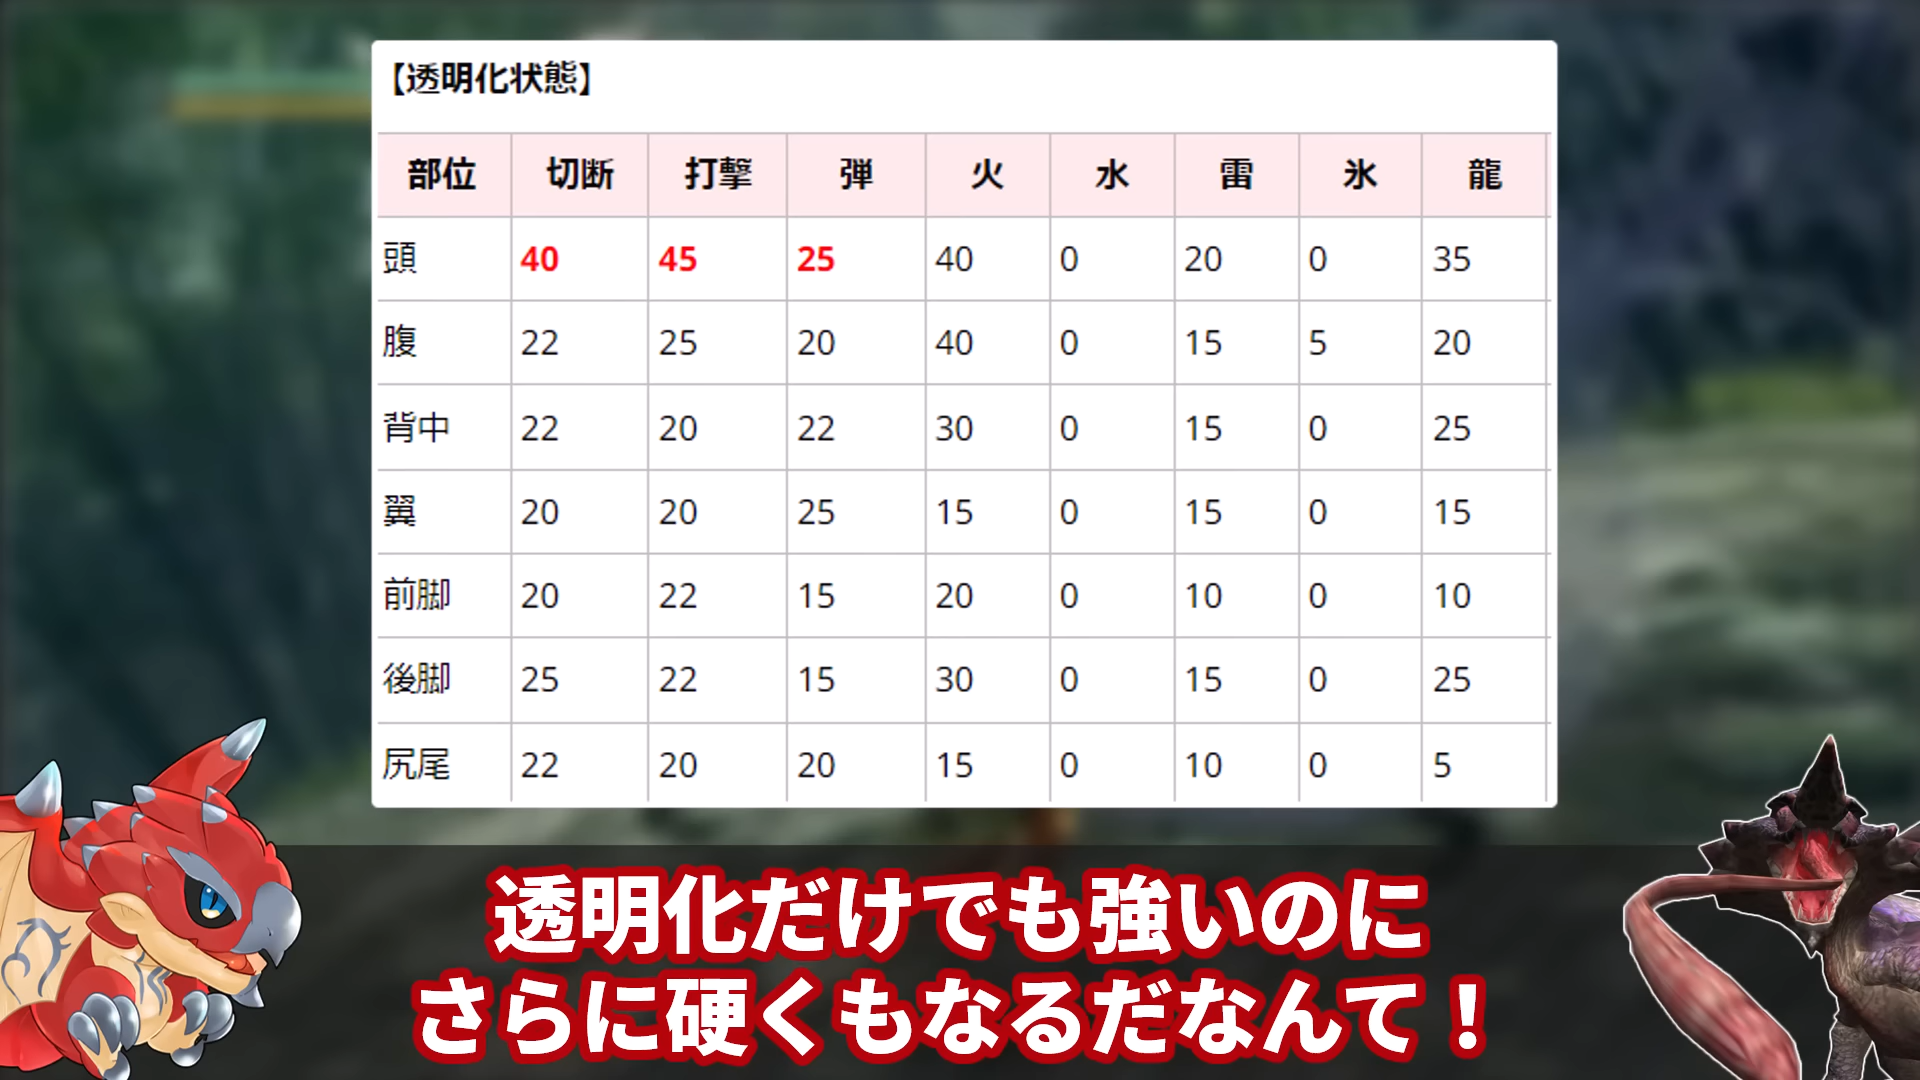 【透明化状態】
部位 切断 打撃 弾 火 水 雷 氷 龍
頭 40 45 25 40 0 20 0 35
腹 22 25 20 40 0 15 5 20
背中 22 20 22 30 0 15 0 25
翼 20 20 25 15 0 15 0 15
前脚 20 22 15 20 0 10 0 10
後脚 25 22 15 30 0 15 0 25
尻尾 22 20 20 15 0 10 0 5
透明化だけでも強いのに
さらに硬くもなるだなんて！